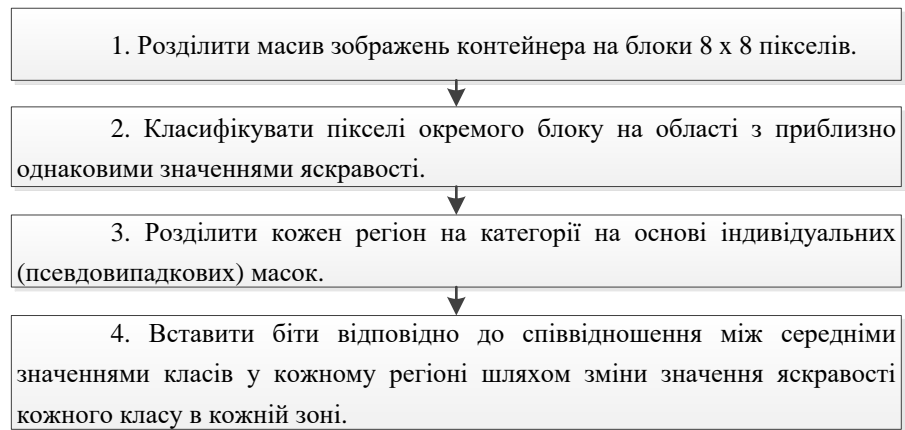 1. Розділити масив зображень контейнера на блоки 8 x 8 пікселів.
2. Класифікувати пікселі окремого блоку на області з приблизно
однаковими значеннями яскравості.
3. Розділити кожен регіон на категорії на основі індивідуальних
(псевдовипадкових) масок.
4. Вставити біти відповідно до співвідношення між середніми
значеннями класів у кожному регіоні шляхом зміни значення яскравості
кожного класу в кожній зоні.